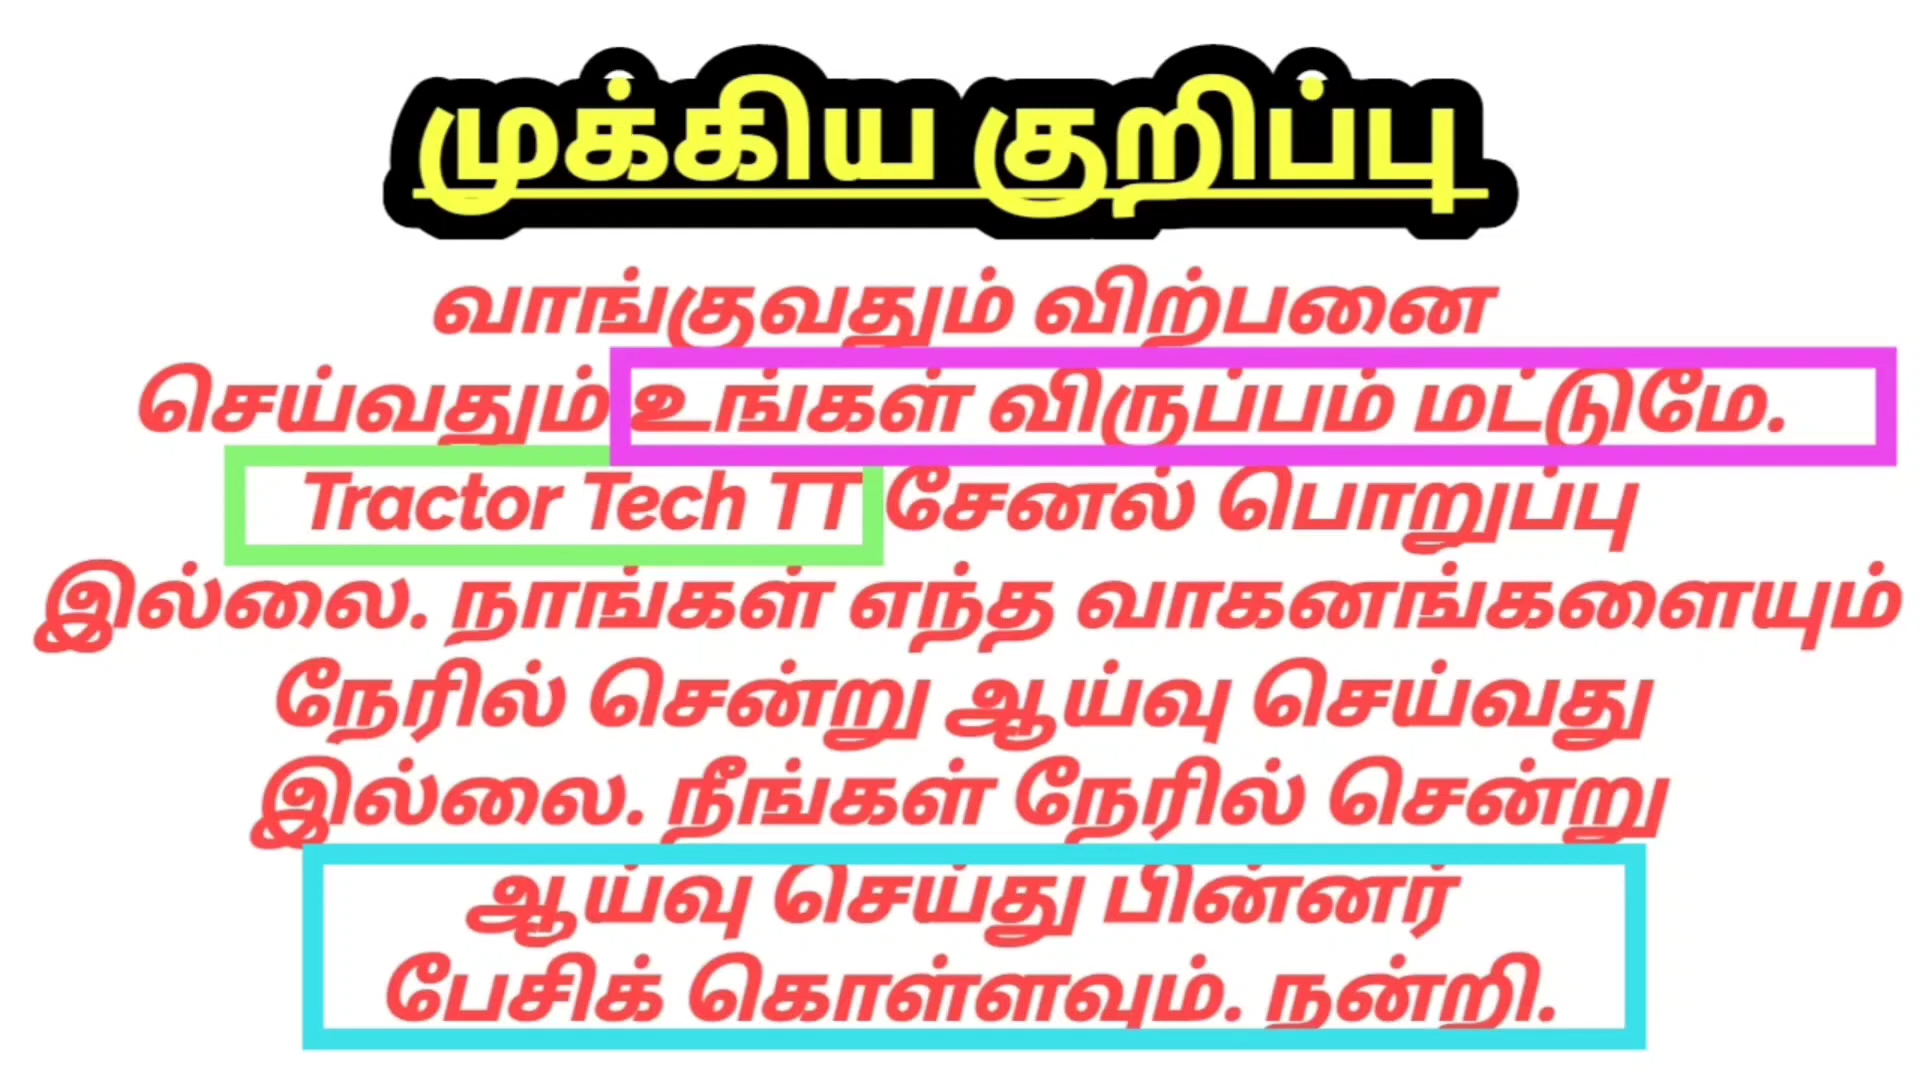 முக்கிய குறிப்பு
வாங்குவதும் விற்பனை
செய்வதும் உங்கள் விருப்பம் மட்டுமே.
Tractor Tech TT சேனல் பொறுப்பு
இல்லை. நாங்கள் எந்த வாகனங்களையும்
நேரில் சென்று ஆய்வு செய்வது
இல்லை. நீங்கள் நேரில் சென்று
ஆய்வு செய்து பின்னர்
பேசிக் கொள்ளவும். நன்றி.